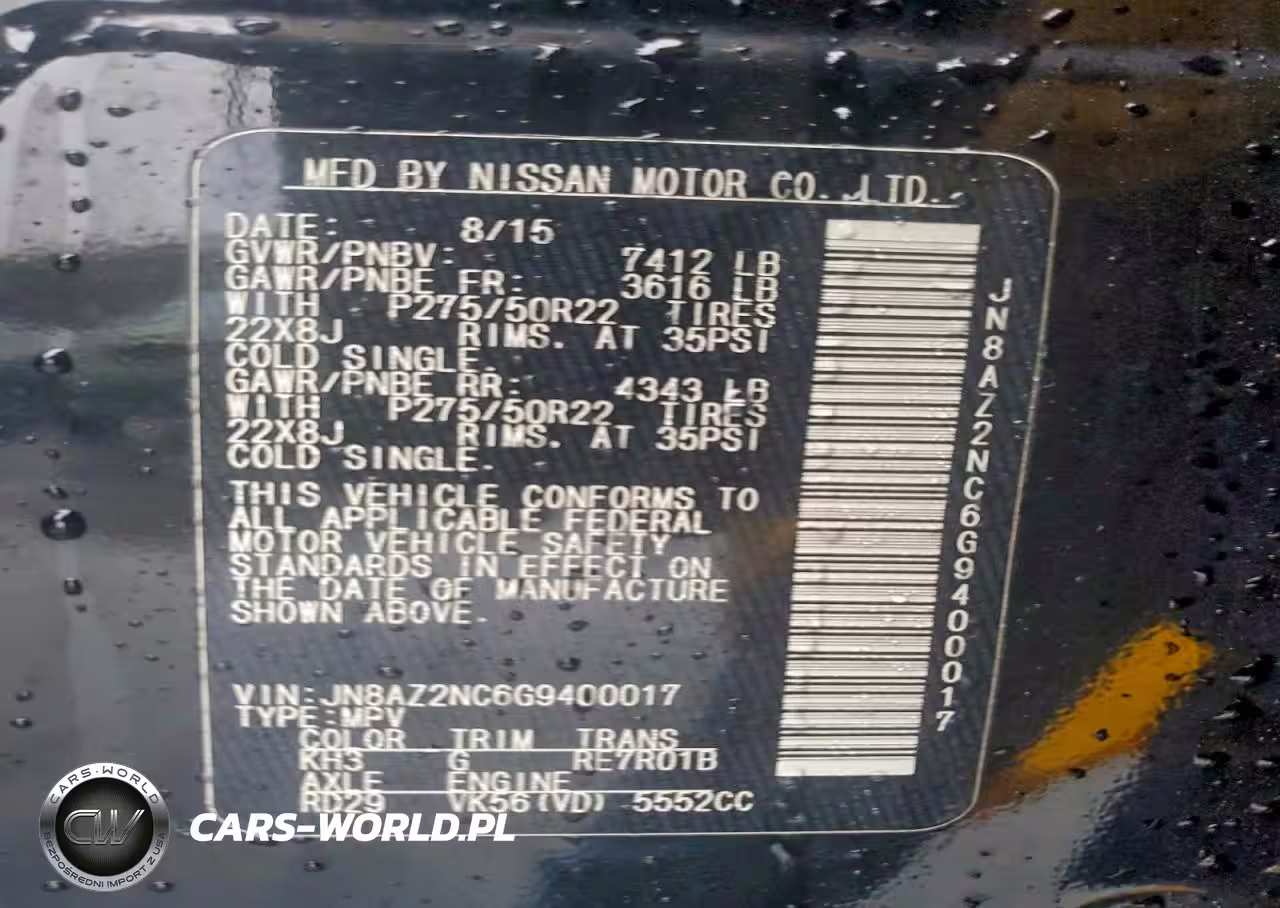 MFD BY NISSAN MOTOR CO.,LTD.
DATE: 8/15
GVWR/PNBV: 7412 LB
GAWR/PNBE FR: 3616 LB
WITH P275/50R22 TIRES
22X8J RIMS. AT 35PSI
COLD SINGLE.
GAWR/PNBE RR: 4343 LB
WITH P275/50R22 TIRES
22X8J RIMS. AT 35PSI
COLD SINGLE.
THIS VEHICLE CONFORMS TO
ALL APPLICABLE FEDERAL
MOTOR VEHICLE SAFETY
STANDARDS IN EFFECT ON
THE DATE OF MANUFACTURE
SHOWN ABOVE.
VIN:JN8AZ2NC6G9400017
TYPE:MPV
COLOR TRIM TRANS
KH3 G RE7R01B
AXLE ENGINE
RD29 VK56(VD) 5552CC
JN8AZ2NC6G9400017
CARS-WORLD
CW
BEZPOŚREDNI IMPORT Z USA
CARS-WORLD.PL